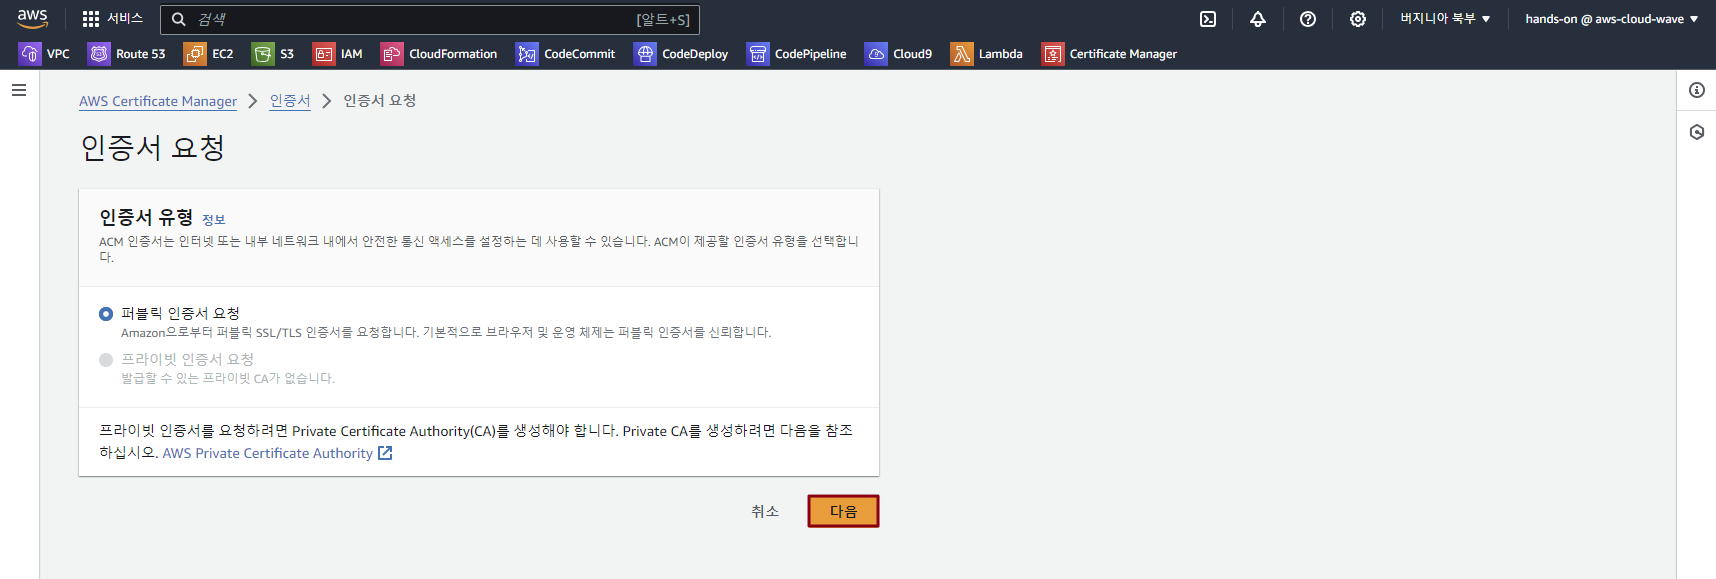 aws
서비스
검색
[알트+S]
버지니아 북부 ▼
hands-on @ aws-cloud-wave ▼
VPC
Route 53
EC2
S3
IAM
CloudFormation
CodeCommit
CodeDeploy
CodePipeline
Cloud9
Lambda
Certificate Manager
AWS Certificate Manager > 인증서 > 인증서 요청
인증서 요청
인증서 유형 정보
ACM 인증서는 인터넷 또는 내부 네트워크 내에서 안전한 통신 액세스를 설정하는 데 사용할 수 있습니다. ACM이 제공할 인증서 유형을 선택합니
다.
퍼블릭 인증서 요청
Amazon으로부터 퍼블릭 SSL/TLS 인증서를 요청합니다. 기본적으로 브라우저 및 운영 체제는 퍼블릭 인증서를 신뢰합니다.
프라이빗 인증서 요청
발급할 수 있는 프라이빗 CA가 없습니다.
프라이빗 인증서를 요청하려면 Private Certificate Authority(CA)를 생성해야 합니다. Private CA를 생성하려면 다음을 참조
하십시오. AWS Private Certificate Authority
취소
다음